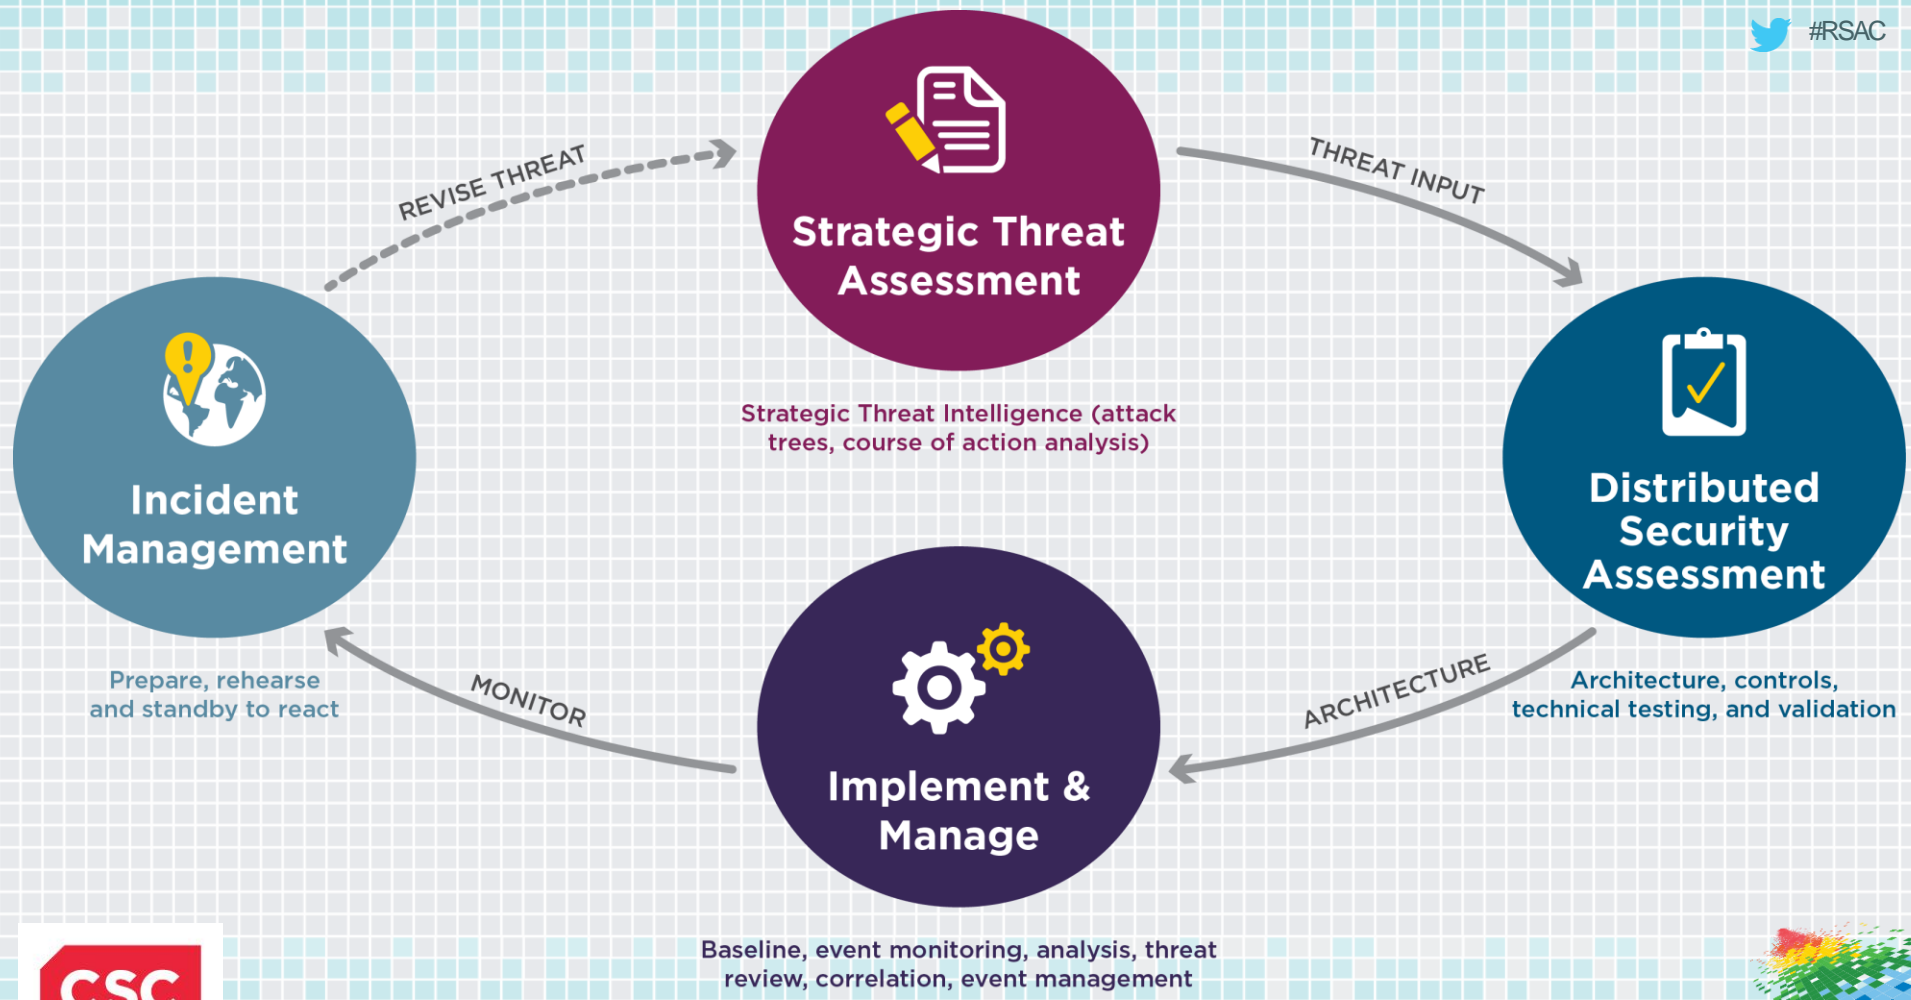 #RSAC
Strategic Threat
Assessment
Strategic Threat Intelligence (attack
trees, course of action analysis)
THREAT INPUT
Distributed
Security
Assessment
Architecture, controls,
technical testing, and validation
ARCHITECTURE
Implement &
Manage
Baseline, event monitoring, analysis, threat
review, correlation, event management
MONITOR
Incident
Management
Prepare, rehearse
and standby to react
REVISE THREAT
CSC